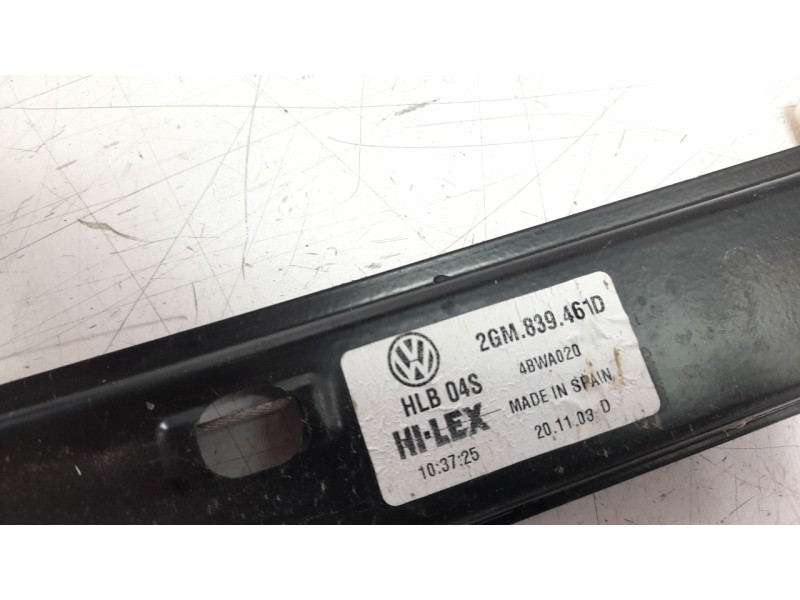 2GM.839.461D
HLB 04S
4BWA020
HI-LEX
MADE IN SPAIN
10:37:25
20.11.03 D